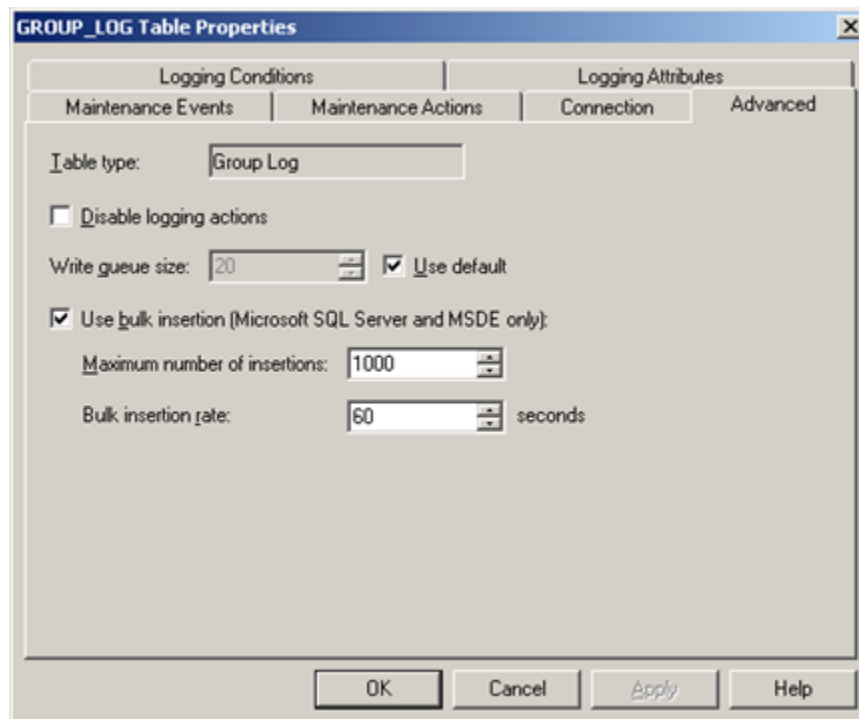 GROUP_LOG Table Properties
Logging Conditions Logging Attributes
Maintenance Events Maintenance Actions Connection Advanced
Table type: Group Log
Disable logging actions
Write queue size: 20 Use default
Use bulk insertion (Microsoft SQL Server and MSDE only):
Maximum number of insertions: 1000
Bulk insertion rate: 60 seconds
OK Cancel Apply Help